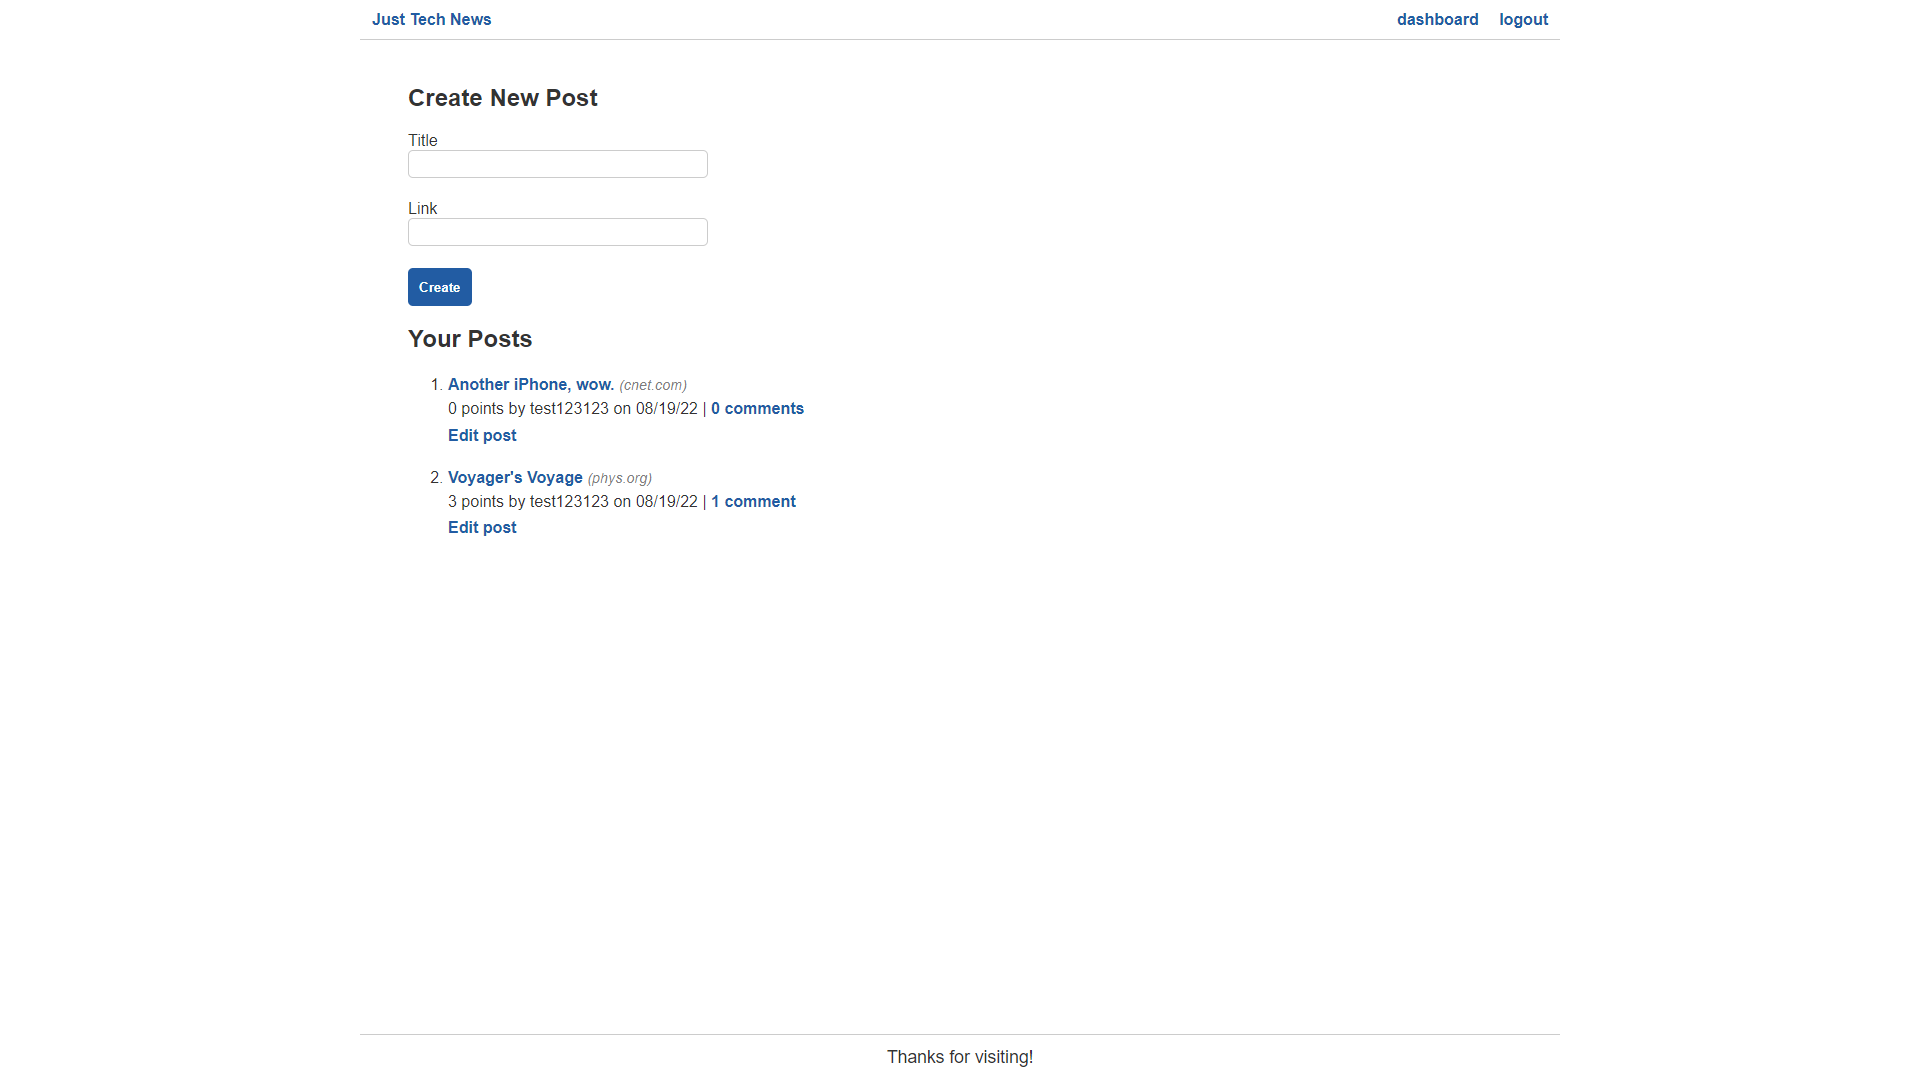 Just Tech News dashboard logout
Create New Post
Title
Link
Create
Your Posts
1. Another iPhone, wow. (cnet.com)
0 points by test123123 on 08/19/22 | 0 comments
Edit post
2. Voyager's Voyage (phys.org)
3 points by test123123 on 08/19/22 | 1 comment
Edit post
Thanks for visiting!